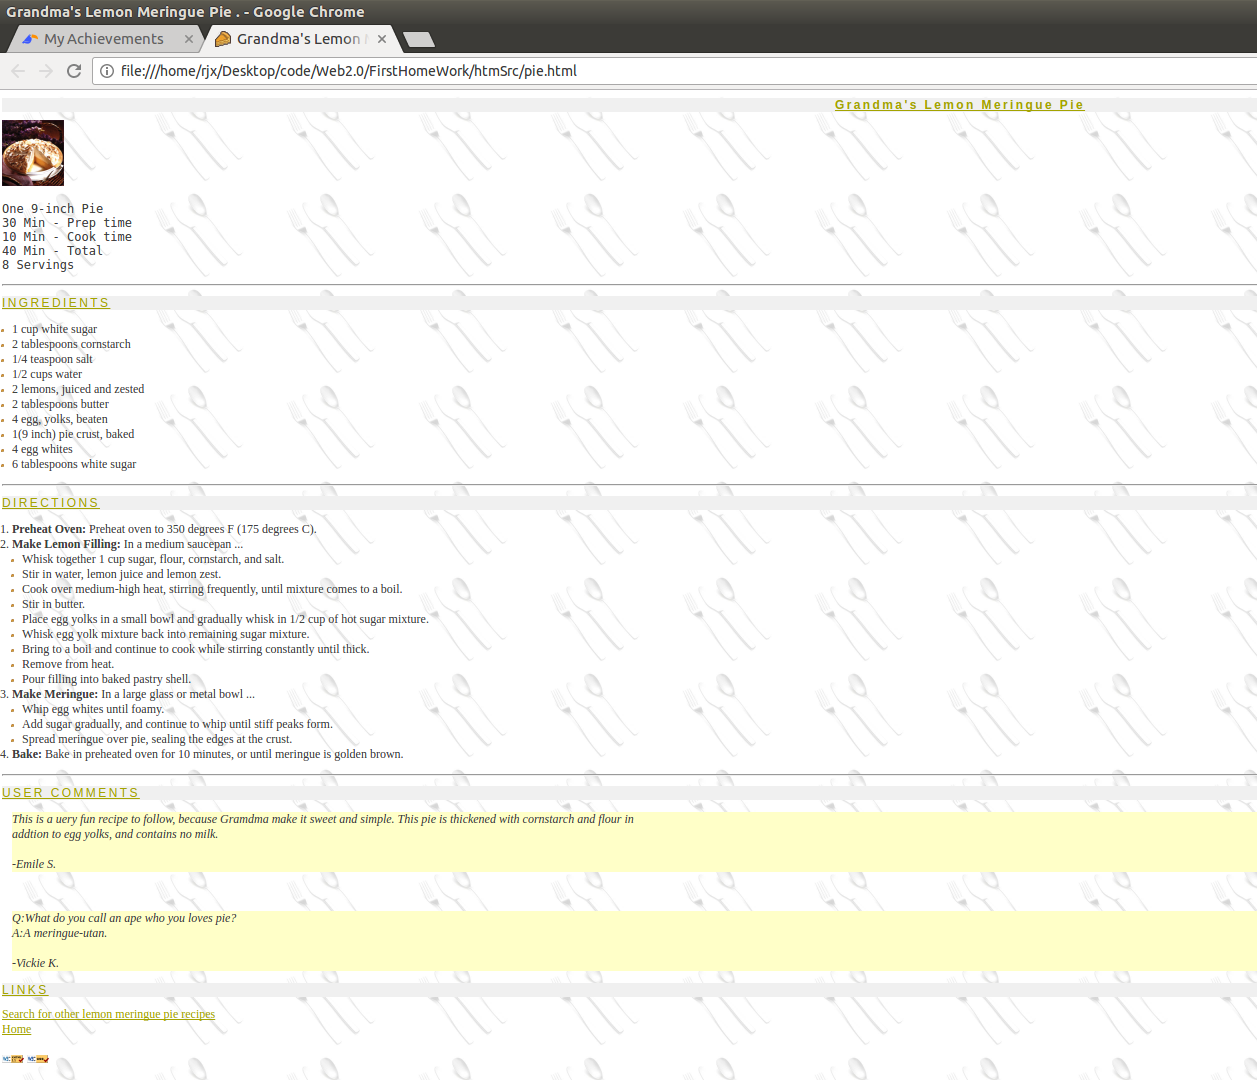 Grandma's Lemon Meringue Pie . - Google Chrome
My Achievements
Grandma's Lemon
file:///home/rjx/Desktop/code/Web2.0/FirstHomeWork/htmSrc/pie.html
Grandma's Lemon Meringue Pie
One 9-inch Pie
30 Min - Prep time
10 Min - Cook time
40 Min - Total
8 Servings
INGREDIENTS
1 cup white sugar
2 tablespoons cornstarch
1/4 teaspoon salt
1/2 cups water
2 lemons, juiced and zested
2 tablespoons butter
4 egg, yolks, beaten
1(9 inch) pie crust, baked
4 egg whites
6 tablespoons white sugar
DIRECTIONS
1. Preheat Oven: Preheat oven to 350 degrees F (175 degrees C).
2. Make Lemon Filling: In a medium saucepan ...
Whisk together 1 cup sugar, flour, cornstarch, and salt.
Stir in water, lemon juice and lemon zest.
Cook over medium-high heat, stirring frequently, until mixture comes to a boil.
Stir in butter.
Place egg yolks in a small bowl and gradually whisk in 1/2 cup of hot sugar mixture.
Whisk egg yolk mixture back into remaining sugar mixture.
Bring to a boil and continue to cook while stirring constantly until thick.
Remove from heat.
Pour filling into baked pastry shell.
3. Make Meringue: In a large glass or metal bowl ...
Whip egg whites until foamy.
Add sugar gradually, and continue to whip until stiff peaks form.
Spread meringue over pie, sealing the edges at the crust.
4. Bake: Bake in preheated oven for 10 minutes, or until meringue is golden brown.
USER COMMENTS
This is a uery fun recipe to follow, because Gramdma make it sweet and simple. This pie is thickened with cornstarch and flour in
addtion to egg yolks, and contains no milk.
-Emile S.
Q:What do you call an ape who you loves pie?
A:A meringue-utan.
-Vickie K.
LINKS
Search for other lemon meringue pie recipes
Home